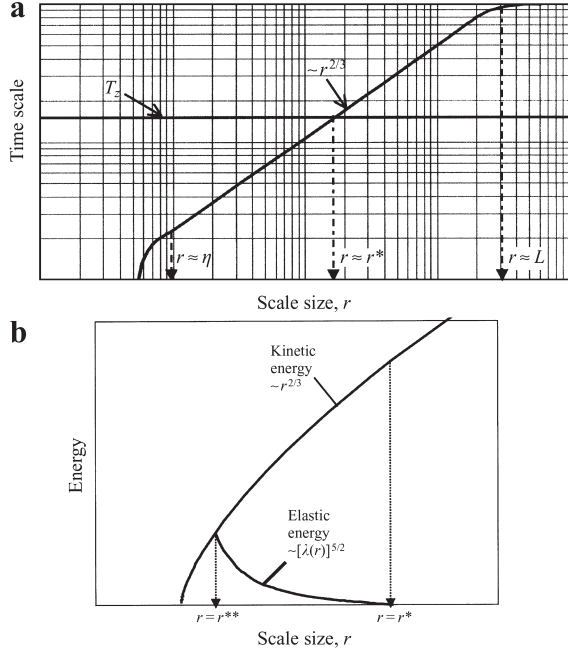 a
Time scale
T_z
~r^{2/3}
r ≈ η
r ≈ r*
r ≈ L
Scale size, r
b
Energy
Kinetic
energy
~r^{2/3}
Elastic
energy
~[λ(r)]^{5/2}
r = r**
r = r*
Scale size, r